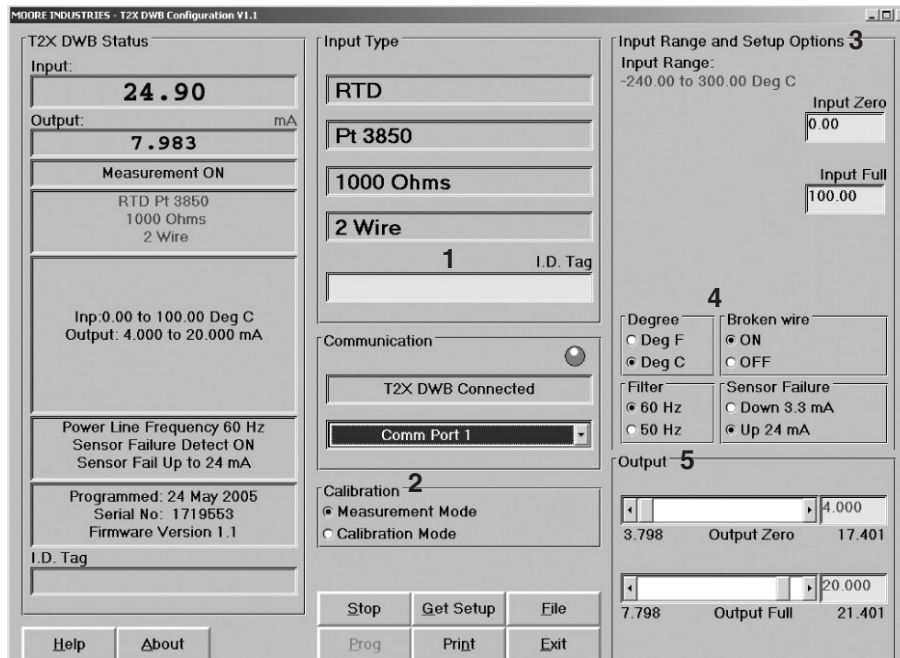 MOORE INDUSTRIES - T2X DWB Configuration V1.1
T2X DWB Status
Input:
24.90
Output:
mA
7.983
Measurement ON
RTD Pt 3850
1000 Ohms
2 Wire
Inp:0.00 to 100.00 Deg C
Output: 4.000 to 20.000 mA
Power Line Frequency 60 Hz
Sensor Failure Detect ON
Sensor Fail Up to 24 mA
Programmed: 24 May 2005
Serial No: 1719553
Firmware Version 1.1
I.D. Tag
Help
About
Input Type
RTD
Pt 3850
1000 Ohms
2 Wire
1
I.D. Tag
Communication
T2X DWB Connected
Comm Port 1
Calibration 2
Measurement Mode
Calibration Mode
Stop
Get Setup
File
Prog
Print
Exit
Input Range and Setup Options 3
Input Range:
-240.00 to 300.00 Deg C
Input Zero
0.00
Input Full
100.00
4
Degree
Deg F
Deg C
Broken wire
ON
OFF
Filter
60 Hz
50 Hz
Sensor Failure
Down 3.3 mA
Up 24 mA
Output 5
4.000
3.798 Output Zero 17.401
20.000
7.798 Output Full 21.401